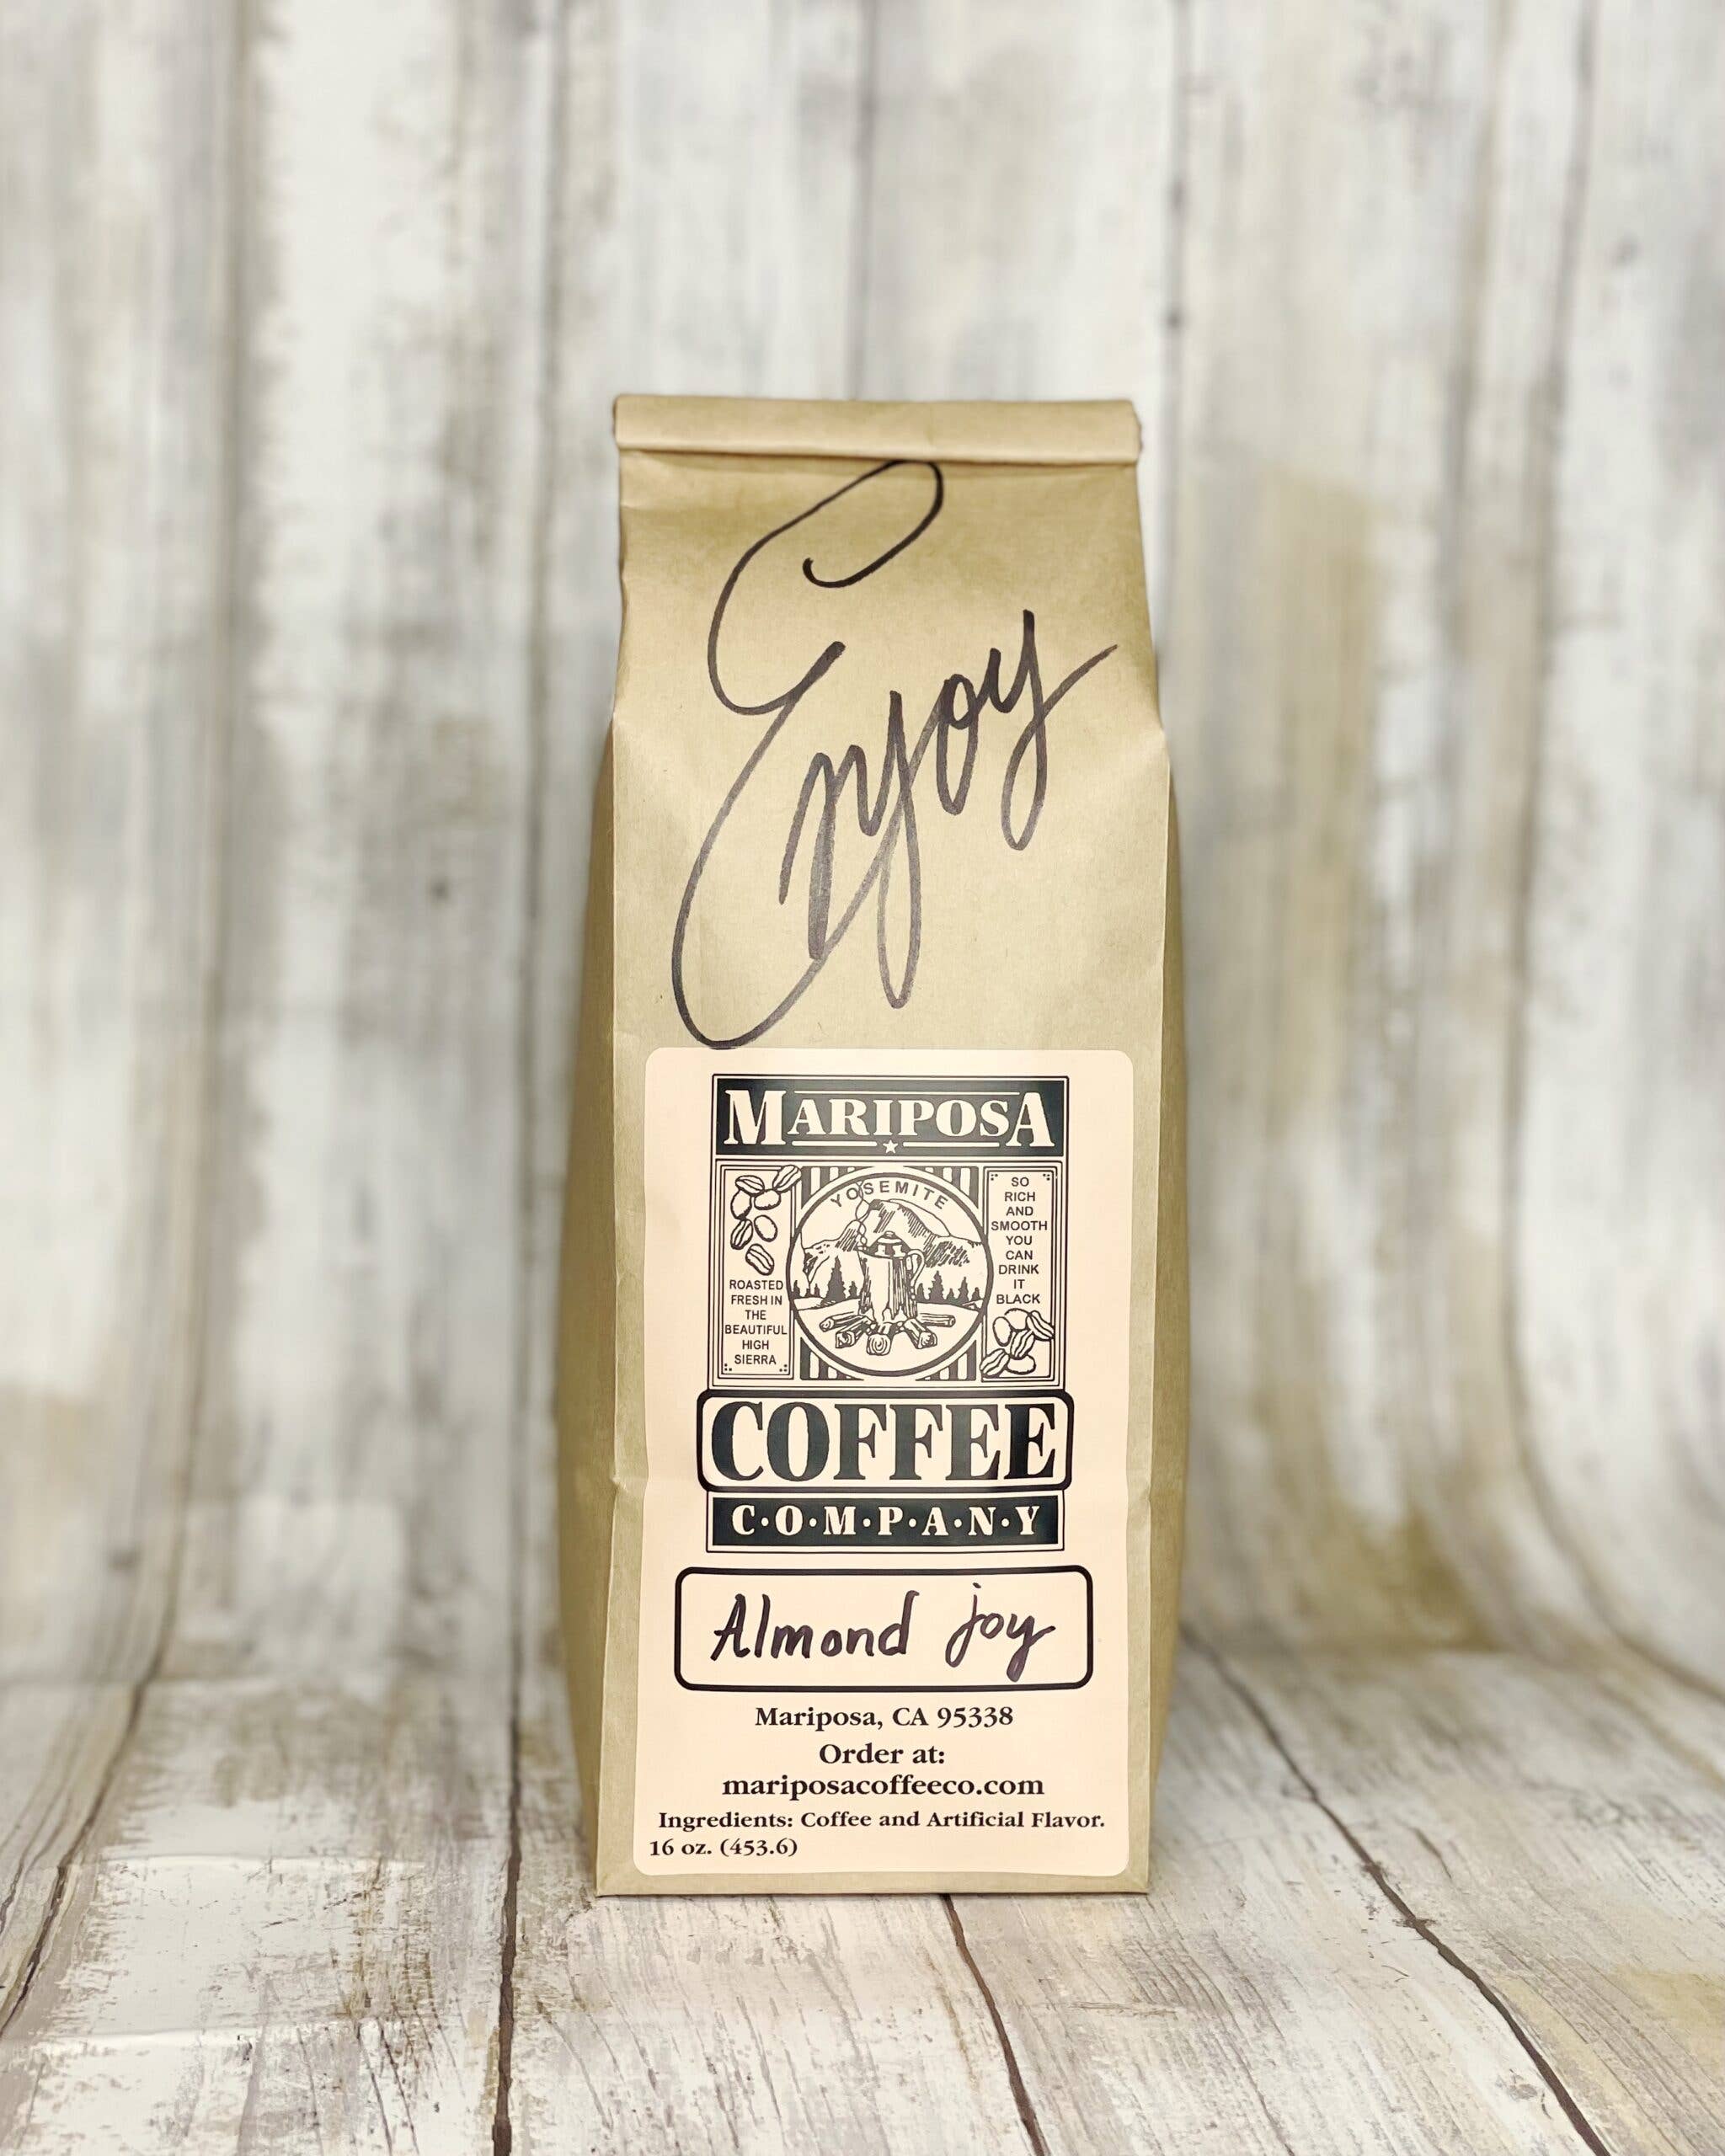 Enjoy
MARIPOSA
YOSEMITE
ROASTED
FRESH IN
THE
BEAUTIFUL
HIGH
SIERRA
SO
RICH
AND
SMOOTH
YOU
CAN
DRINK
IT
BLACK
COFFEE
C·O·M·P·A·N·Y
Almond joy
Mariposa, CA 95338
Order at:
mariposacoffeeco.com
Ingredients: Coffee and Artificial Flavor.
16 oz. (453.6)